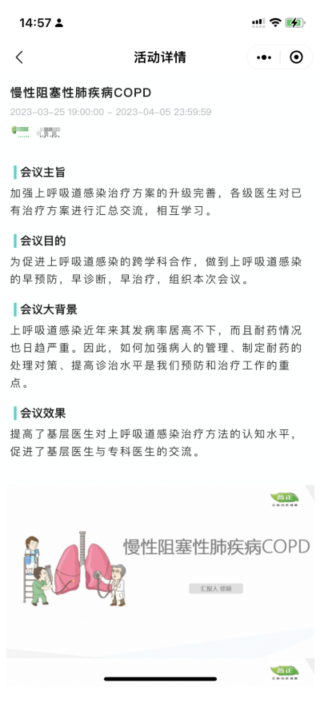 14:57
活动详情
慢性阻塞性肺疾病COPD
2023-03-25 19:00:00 - 2023-04-05 23:59:59
会议主旨
加强上呼吸道感染治疗方案的升级完善，各级医生对已
有治疗方案进行汇总交流，相互学习。
会议目的
为促进上呼吸道感染的跨学科合作，做到上呼吸道感染
的早预防，早诊断，早治疗，组织本次会议。
会议大背景
上呼吸道感染近年来其发病率居高不下，而且耐药情况
也日趋严重。因此，如何加强病人的管理、制定耐药的
处理对策、提高诊治水平是我们预防和治疗工作的重
点。
会议效果
提高了基层医生对上呼吸道感染治疗方法的认知水平，
促进了基层医生与专科医生的交流。
慢性阻塞性肺疾病COPD
汇报人